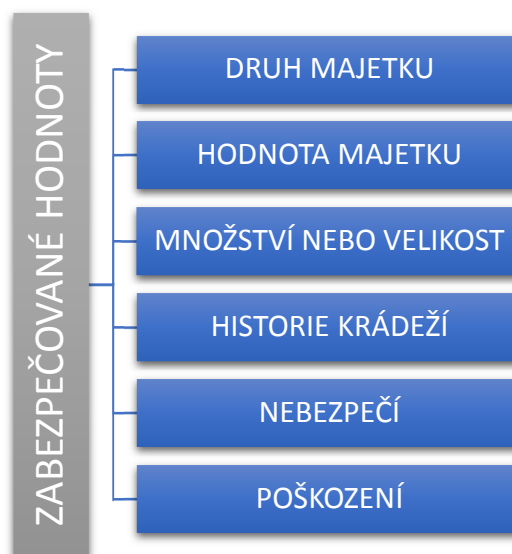 ZABEZPEČOVANÉ HODNOTY
DRUH MAJETKU
HODNOTA MAJETKU
MNOŽSTVÍ NEBO VELIKOST
HISTORIE KRÁDEŽÍ
NEBEZPEČÍ
POŠKOZENÍ